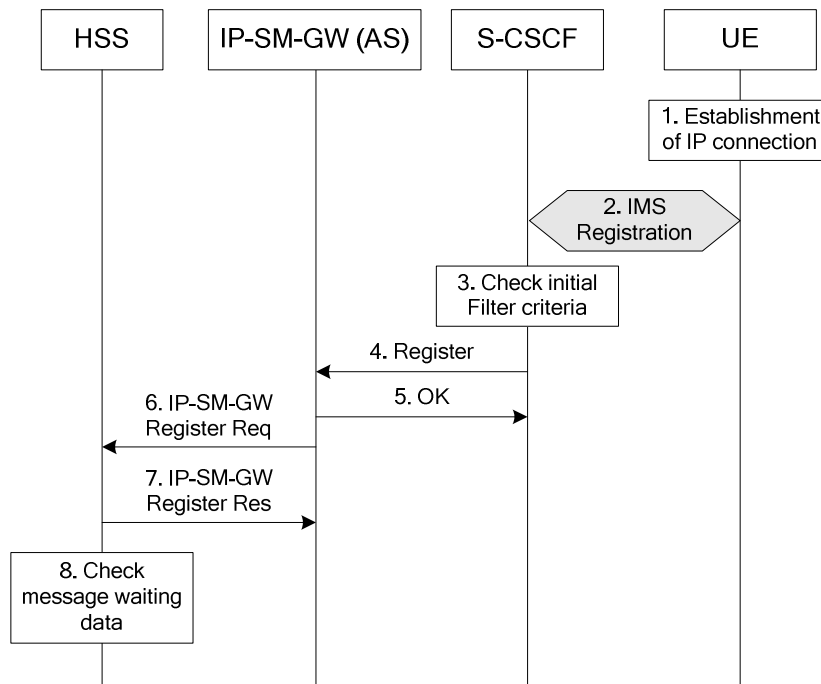 HSS
IP-SM-GW (AS)
S-CSCF
UE
1. Establishment
of IP connection
2. IMS
Registration
3. Check initial
Filter criteria
4. Register
5. OK
6. IP-SM-GW
Register Req
7. IP-SM-GW
Register Res
8. Check
message waiting
data